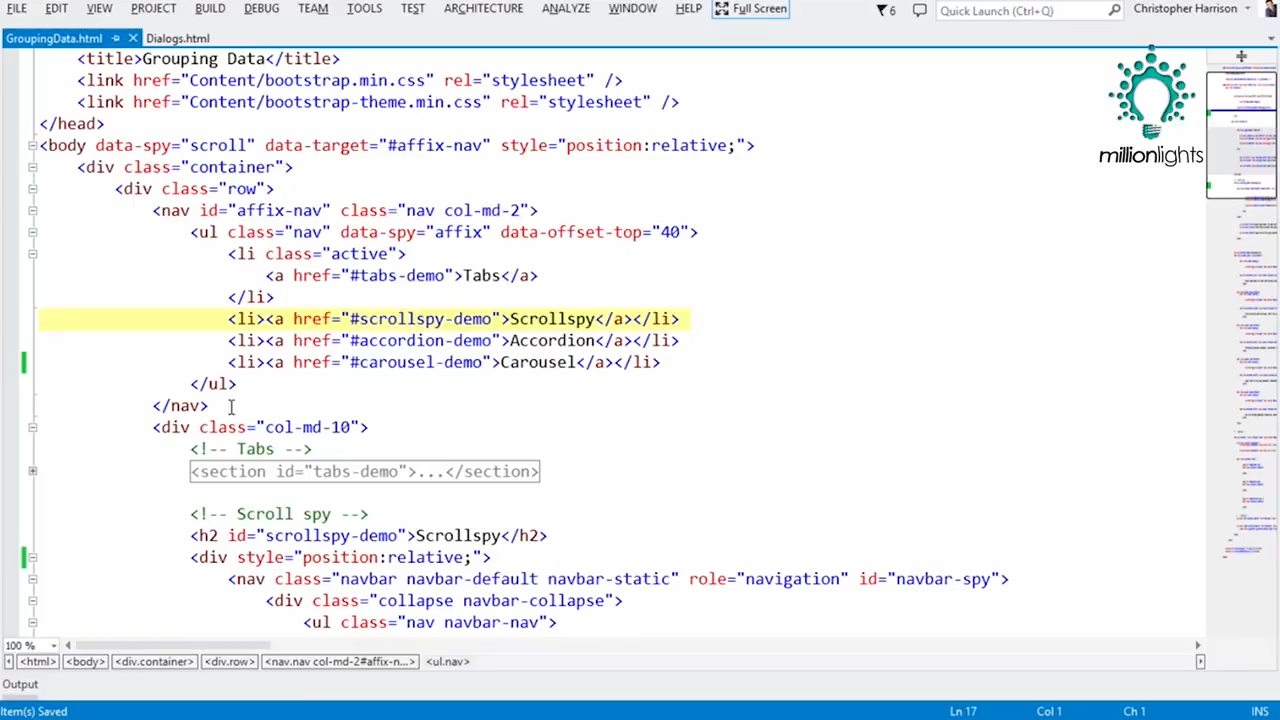 FILE EDIT VIEW PROJECT BUILD DEBUG TEAM TOOLS TEST ARCHITECTURE ANALYZE WINDOW HELP Full Screen 6 Quick Launch (Ctrl+Q) Christopher Harrison
GroupingData.html Dialogs.html
<title>Grouping Data</title>
<link href="Content/bootstrap.min.css" rel="stylesheet" />
<link href="Content/bootstrap-theme.min.css" rel="stylesheet" />
</head>
<body data-spy="scroll" data-target="#affix-nav" style="position:relative;">
<div class="container">
<div class="row">
<nav id="affix-nav" class="nav col-md-2">
<ul class="nav" data-spy="affix" data-offset-top="40">
<li class="active">
<a href="#tabs-demo">Tabs</a>
</li>
<li><a href="#scrollspy-demo">Scrollspy</a></li>
<li><a href="#accordion-demo">Accordion</a></li>
<li><a href="#carousel-demo">Carousel</a></li>
</ul>
</nav>
<div class="col-md-10">
<!-- Tabs -->
<section id="tabs-demo">...</section>
<!-- Scroll spy -->
<h2 id="scrollspy-demo">Scrollspy</h2>
<div style="position:relative;">
<nav class="navbar navbar-default navbar-static" role="navigation" id="navbar-spy">
<div class="collapse navbar-collapse">
<ul class="nav navbar-nav">
millionlights
100 %
<html> <body> <div.container> <div.row> <nav.nav col-md-2#affix-n...> <ul.nav>
Output
Item(s) Saved Ln 17 Col 1 Ch 1 INS